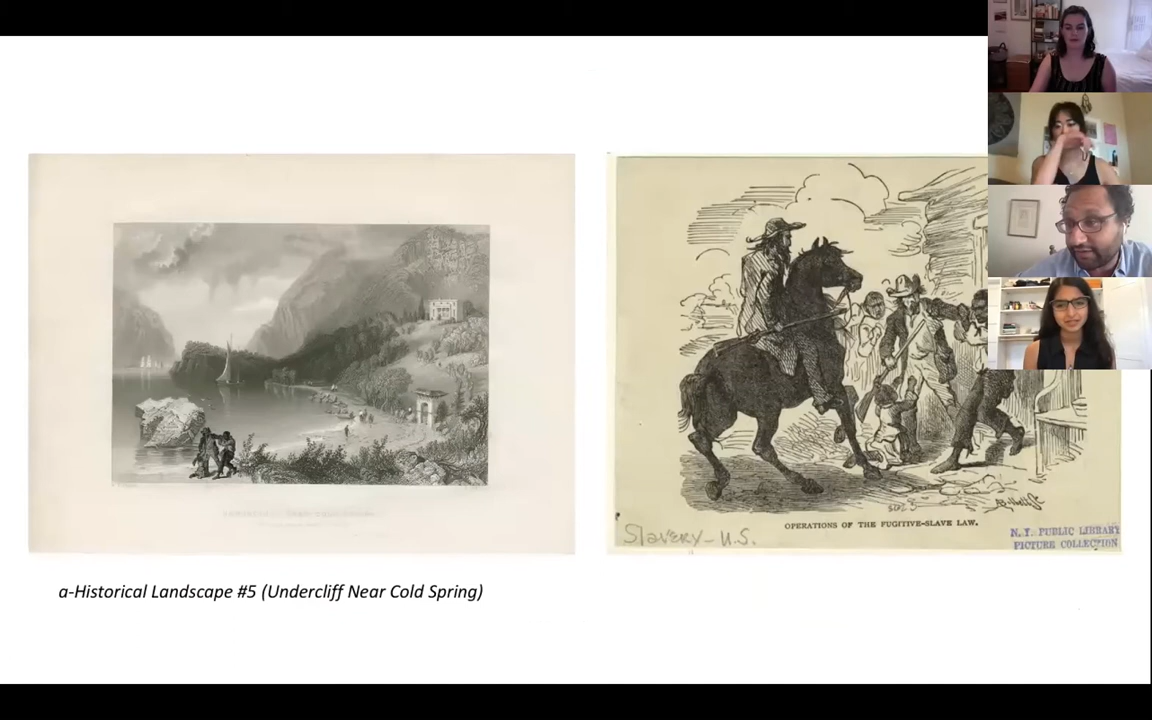 a-Historical Landscape #5 (Undercliff Near Cold Spring)
OPERATIONS OF THE FUGITIVE-SLAVE LAW.
Slavery-U.S.
N.Y. PUBLIC LIBRARY
PICTURE COLLECTION